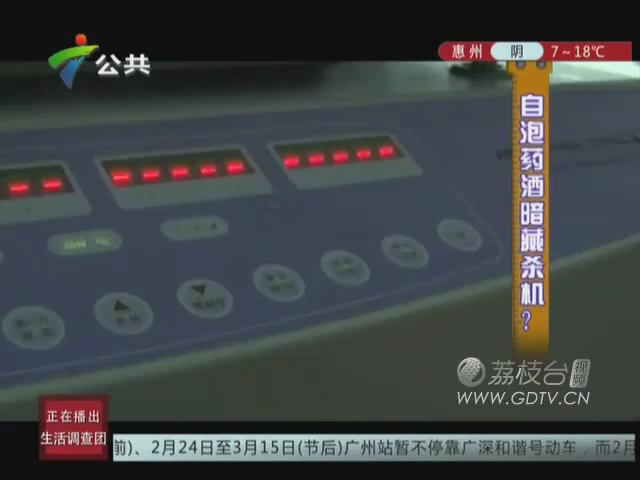 公共
惠州 阴 7~18℃
自泡药酒暗藏杀机?
荔枝台 视频
WWW.GDTV.CN
正在播出
生活调查团
前)、2月24日至3月15日(节后)广州站暂不停靠广深和谐号动车，而2月